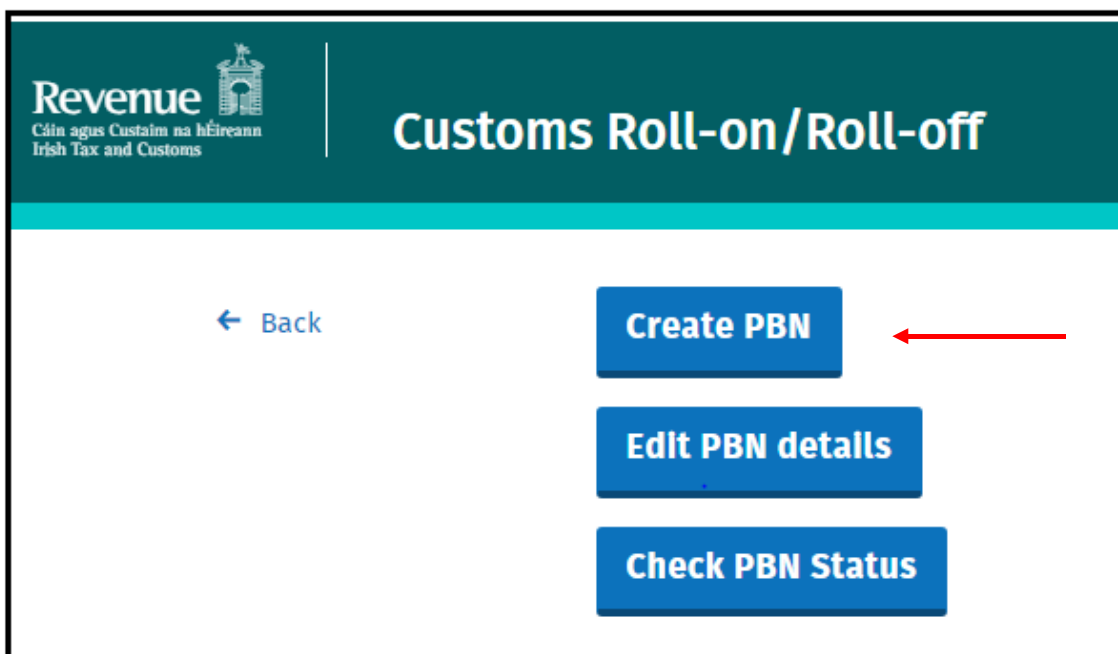 Revenue
Cáin agus Custaim na hÉireann
Irish Tax and Customs
Customs Roll-on/Roll-off
← Back
Create PBN
Edit PBN details
Check PBN Status